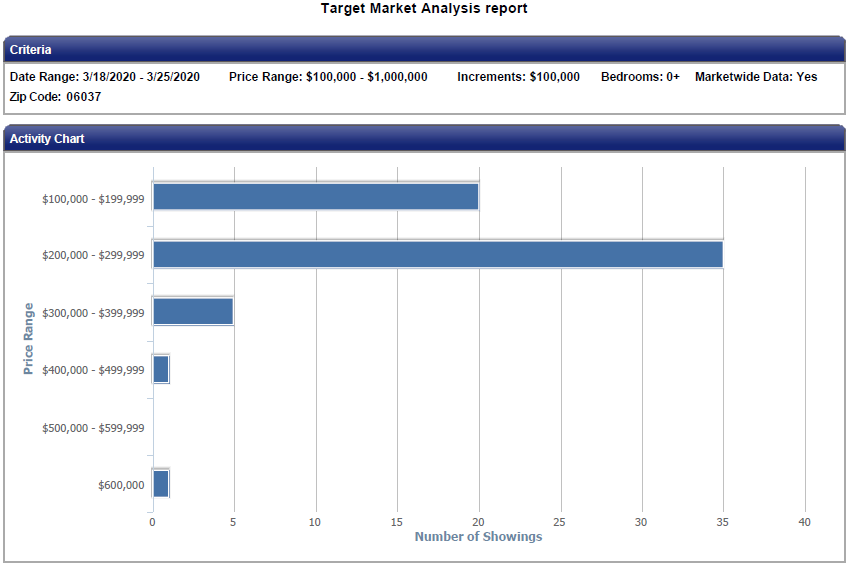 Target Market Analysis report
Criteria
Date Range: 3/18/2020 - 3/25/2020 Price Range: $100,000 - $1,000,000 Increments: $100,000 Bedrooms: 0+ Marketwide Data: Yes
Zip Code: 06037
Activity Chart
$100,000 - $199,999
$200,000 - $299,999
$300,000 - $399,999
$400,000 - $499,999
$500,000 - $599,999
$600,000
Price Range
0 5 10 15 20 25 30 35 40
Number of Showings